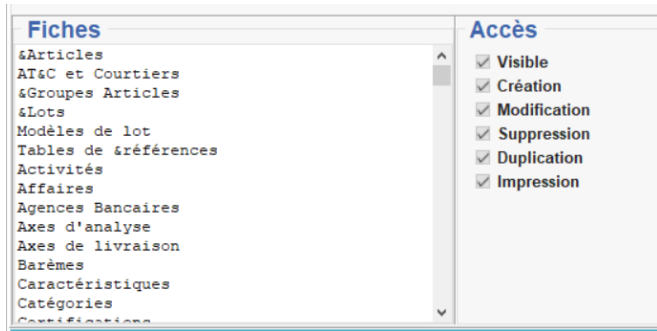 Fiches
&Articles
AT&C et Courtiers
&Groupes Articles
&Lots
Modèles de lot
Tables de &références
Activités
Affaires
Agences Bancaires
Axes d'analyse
Axes de livraison
Barèmes
Caractéristiques
Catégories
Certifications
Accès
Visible
Création
Modification
Suppression
Duplication
Impression